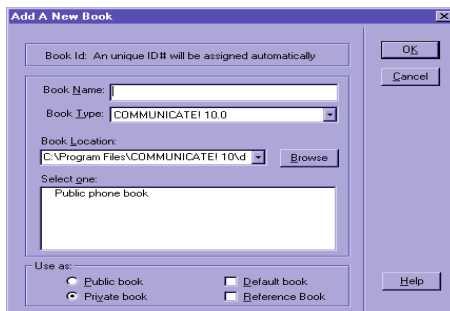 Add A New Book
Book Id: An unique ID# will be assigned automatically
OK
Cancel
Book Name:
Book Type: COMMUNICATE! 10.0
Book Location:
C:\Program Files\COMMUNICATE! 10\d
Browse
Select one:
Public phone book
Use as:
Public book
Default book
Private book
Reference Book
Help